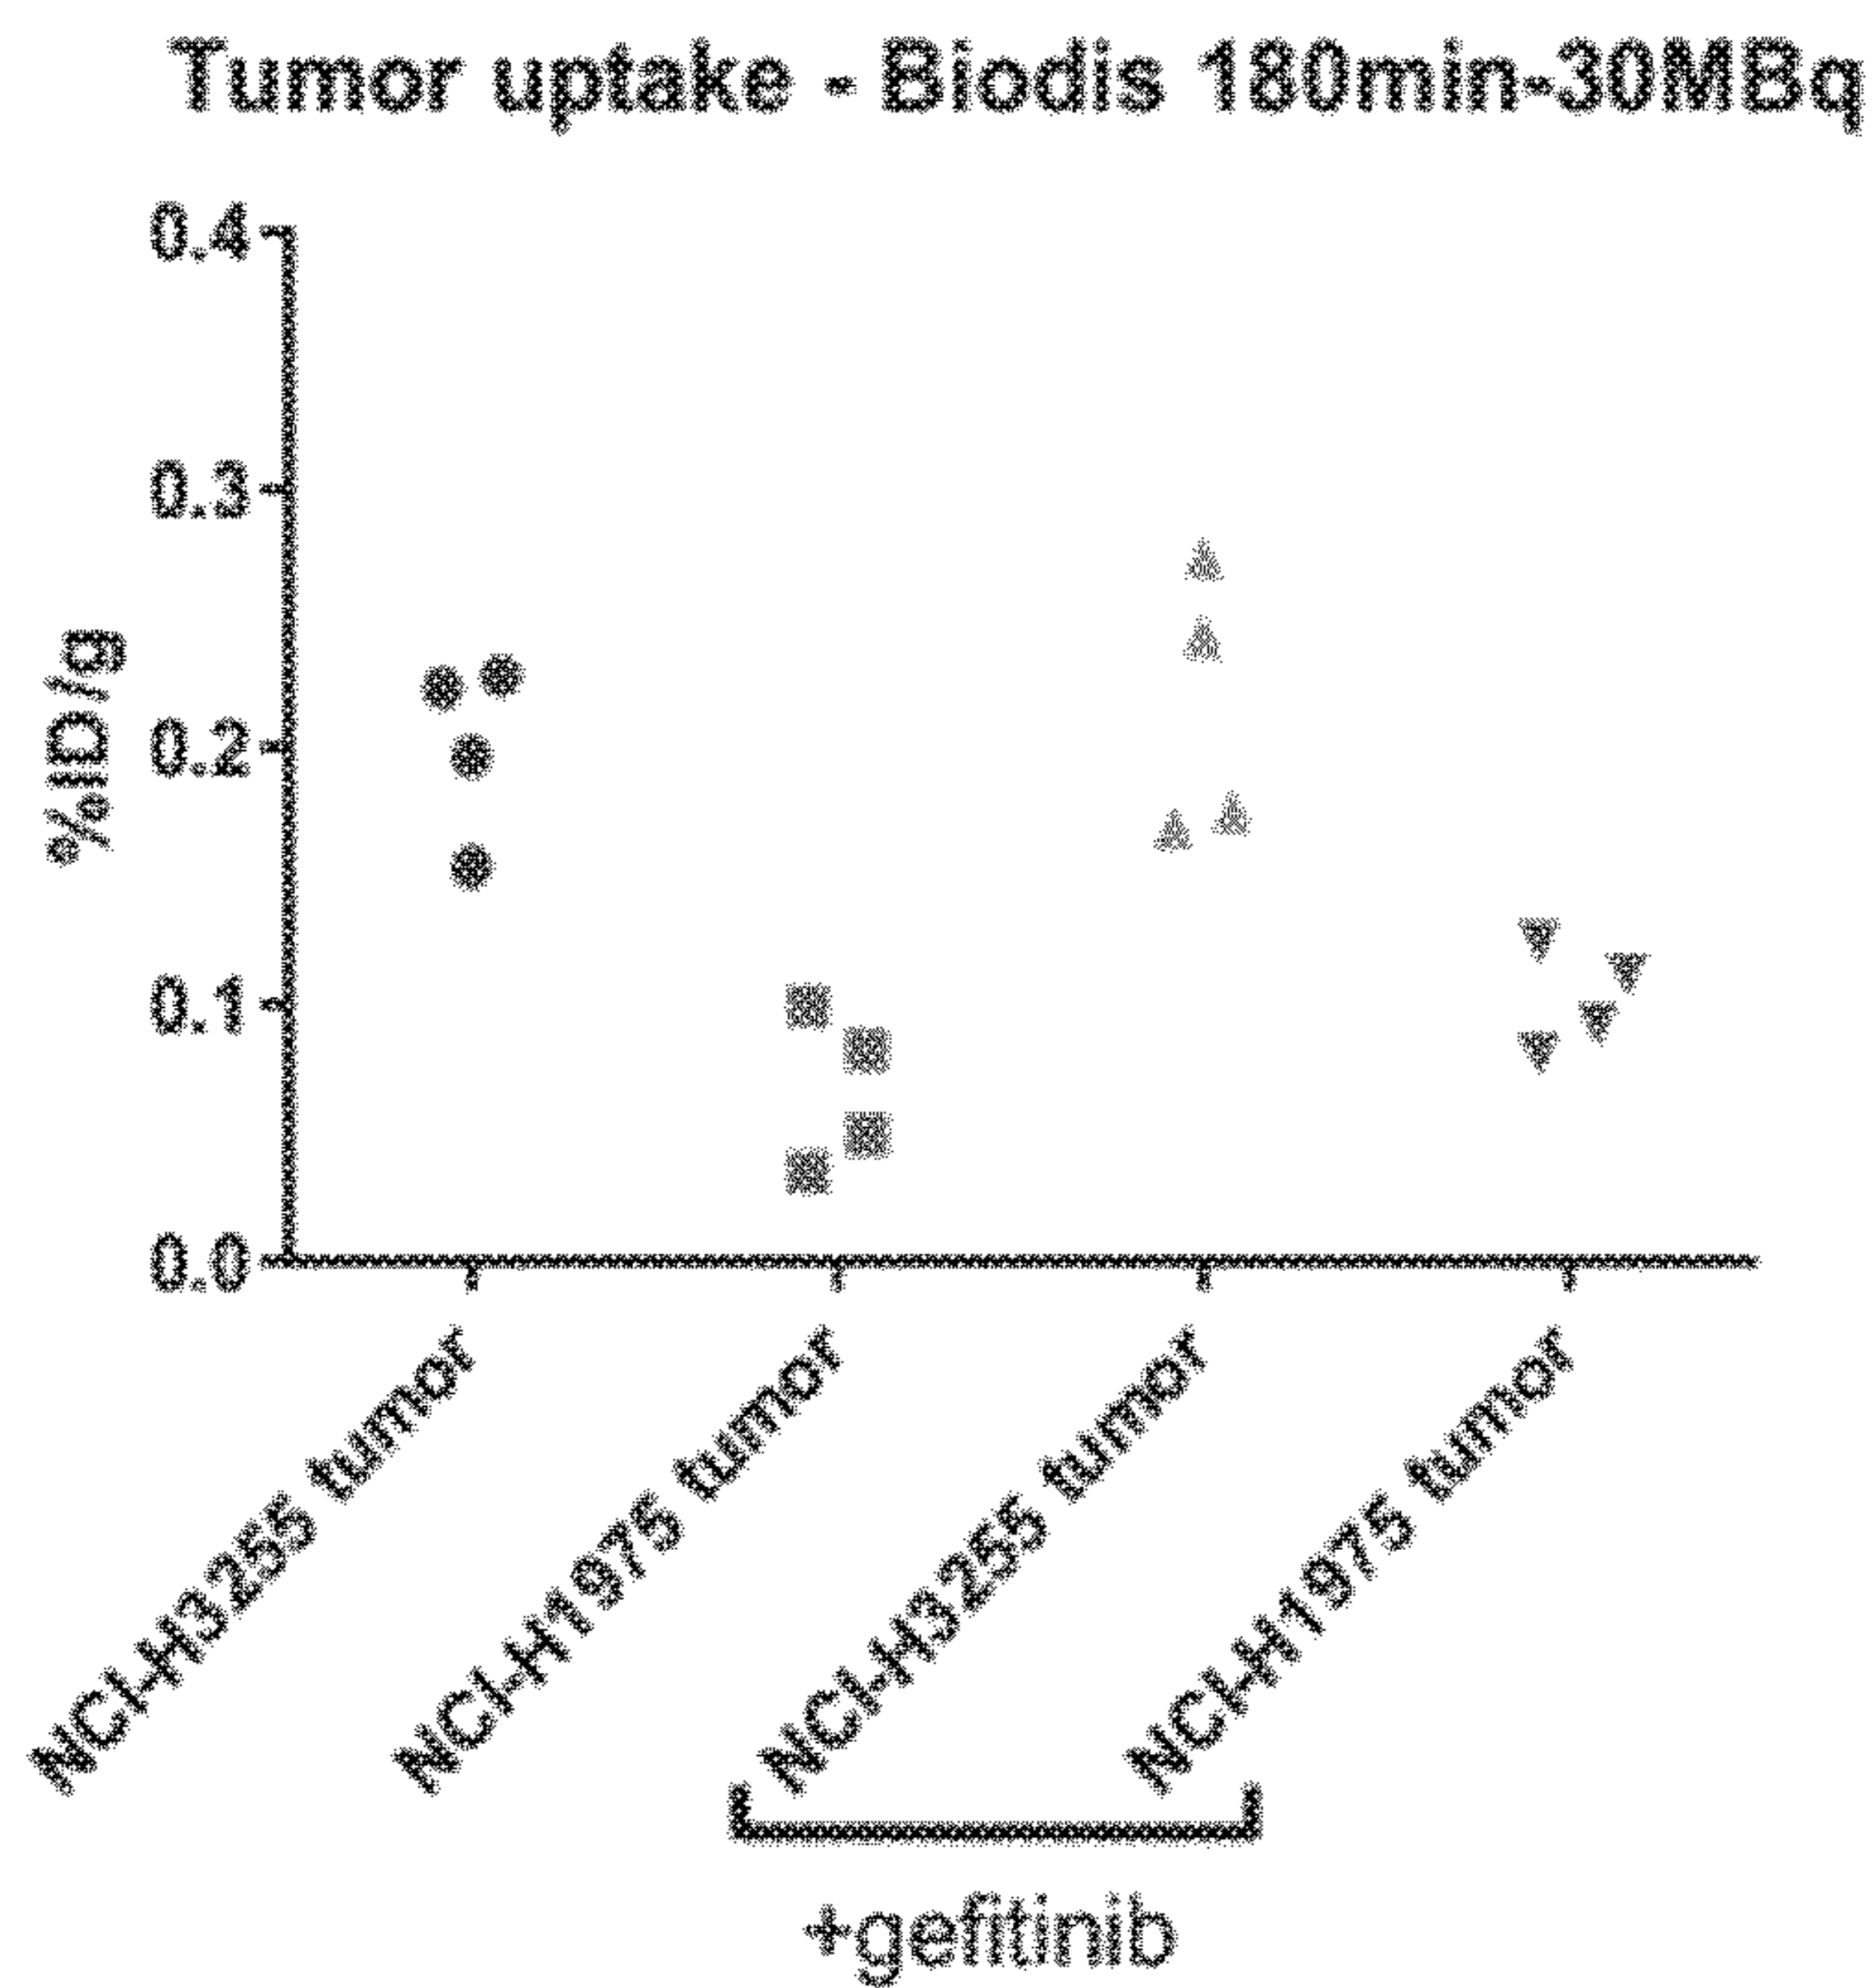 Tumor uptake - Biodis 180min-30MBq
%ID/g
0.4
0.3
0.2
0.1
0.0
NCI-H3255 tumor
NCI-H1975 tumor
NCI-H3255 tumor
NCI-H1975 tumor
+gefitinib